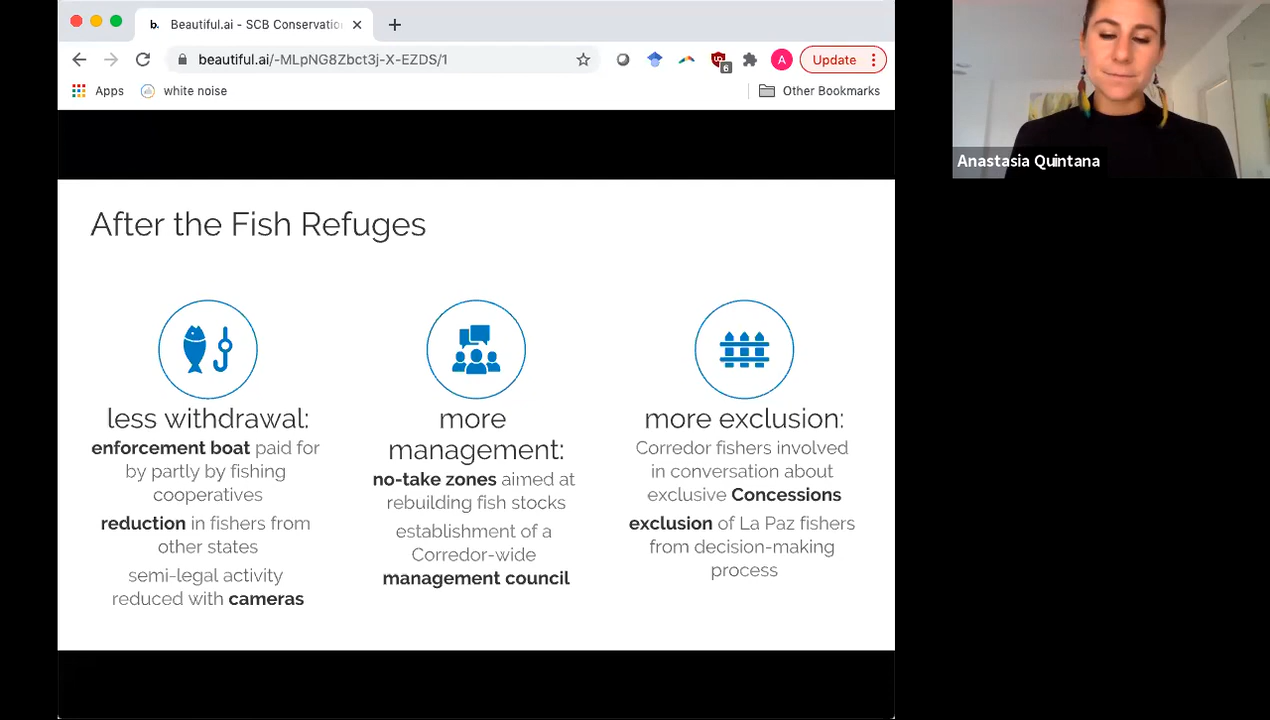 b. Beautiful.ai - SCB Conservatio
beautiful.ai/-MLpNG8Zbct3j-X-EZDS/1
6
A
Update
Apps
white noise
Other Bookmarks
Anastasia Quintana
After the Fish Refuges
less withdrawal:
enforcement boat paid for
by partly by fishing
cooperatives
reduction in fishers from
other states
semi-legal activity
reduced with cameras
more
management:
no-take zones aimed at
rebuilding fish stocks
establishment of a
Corredor-wide
management council
more exclusion:
Corredor fishers involved
in conversation about
exclusive Concessions
exclusion of La Paz fishers
from decision-making
process